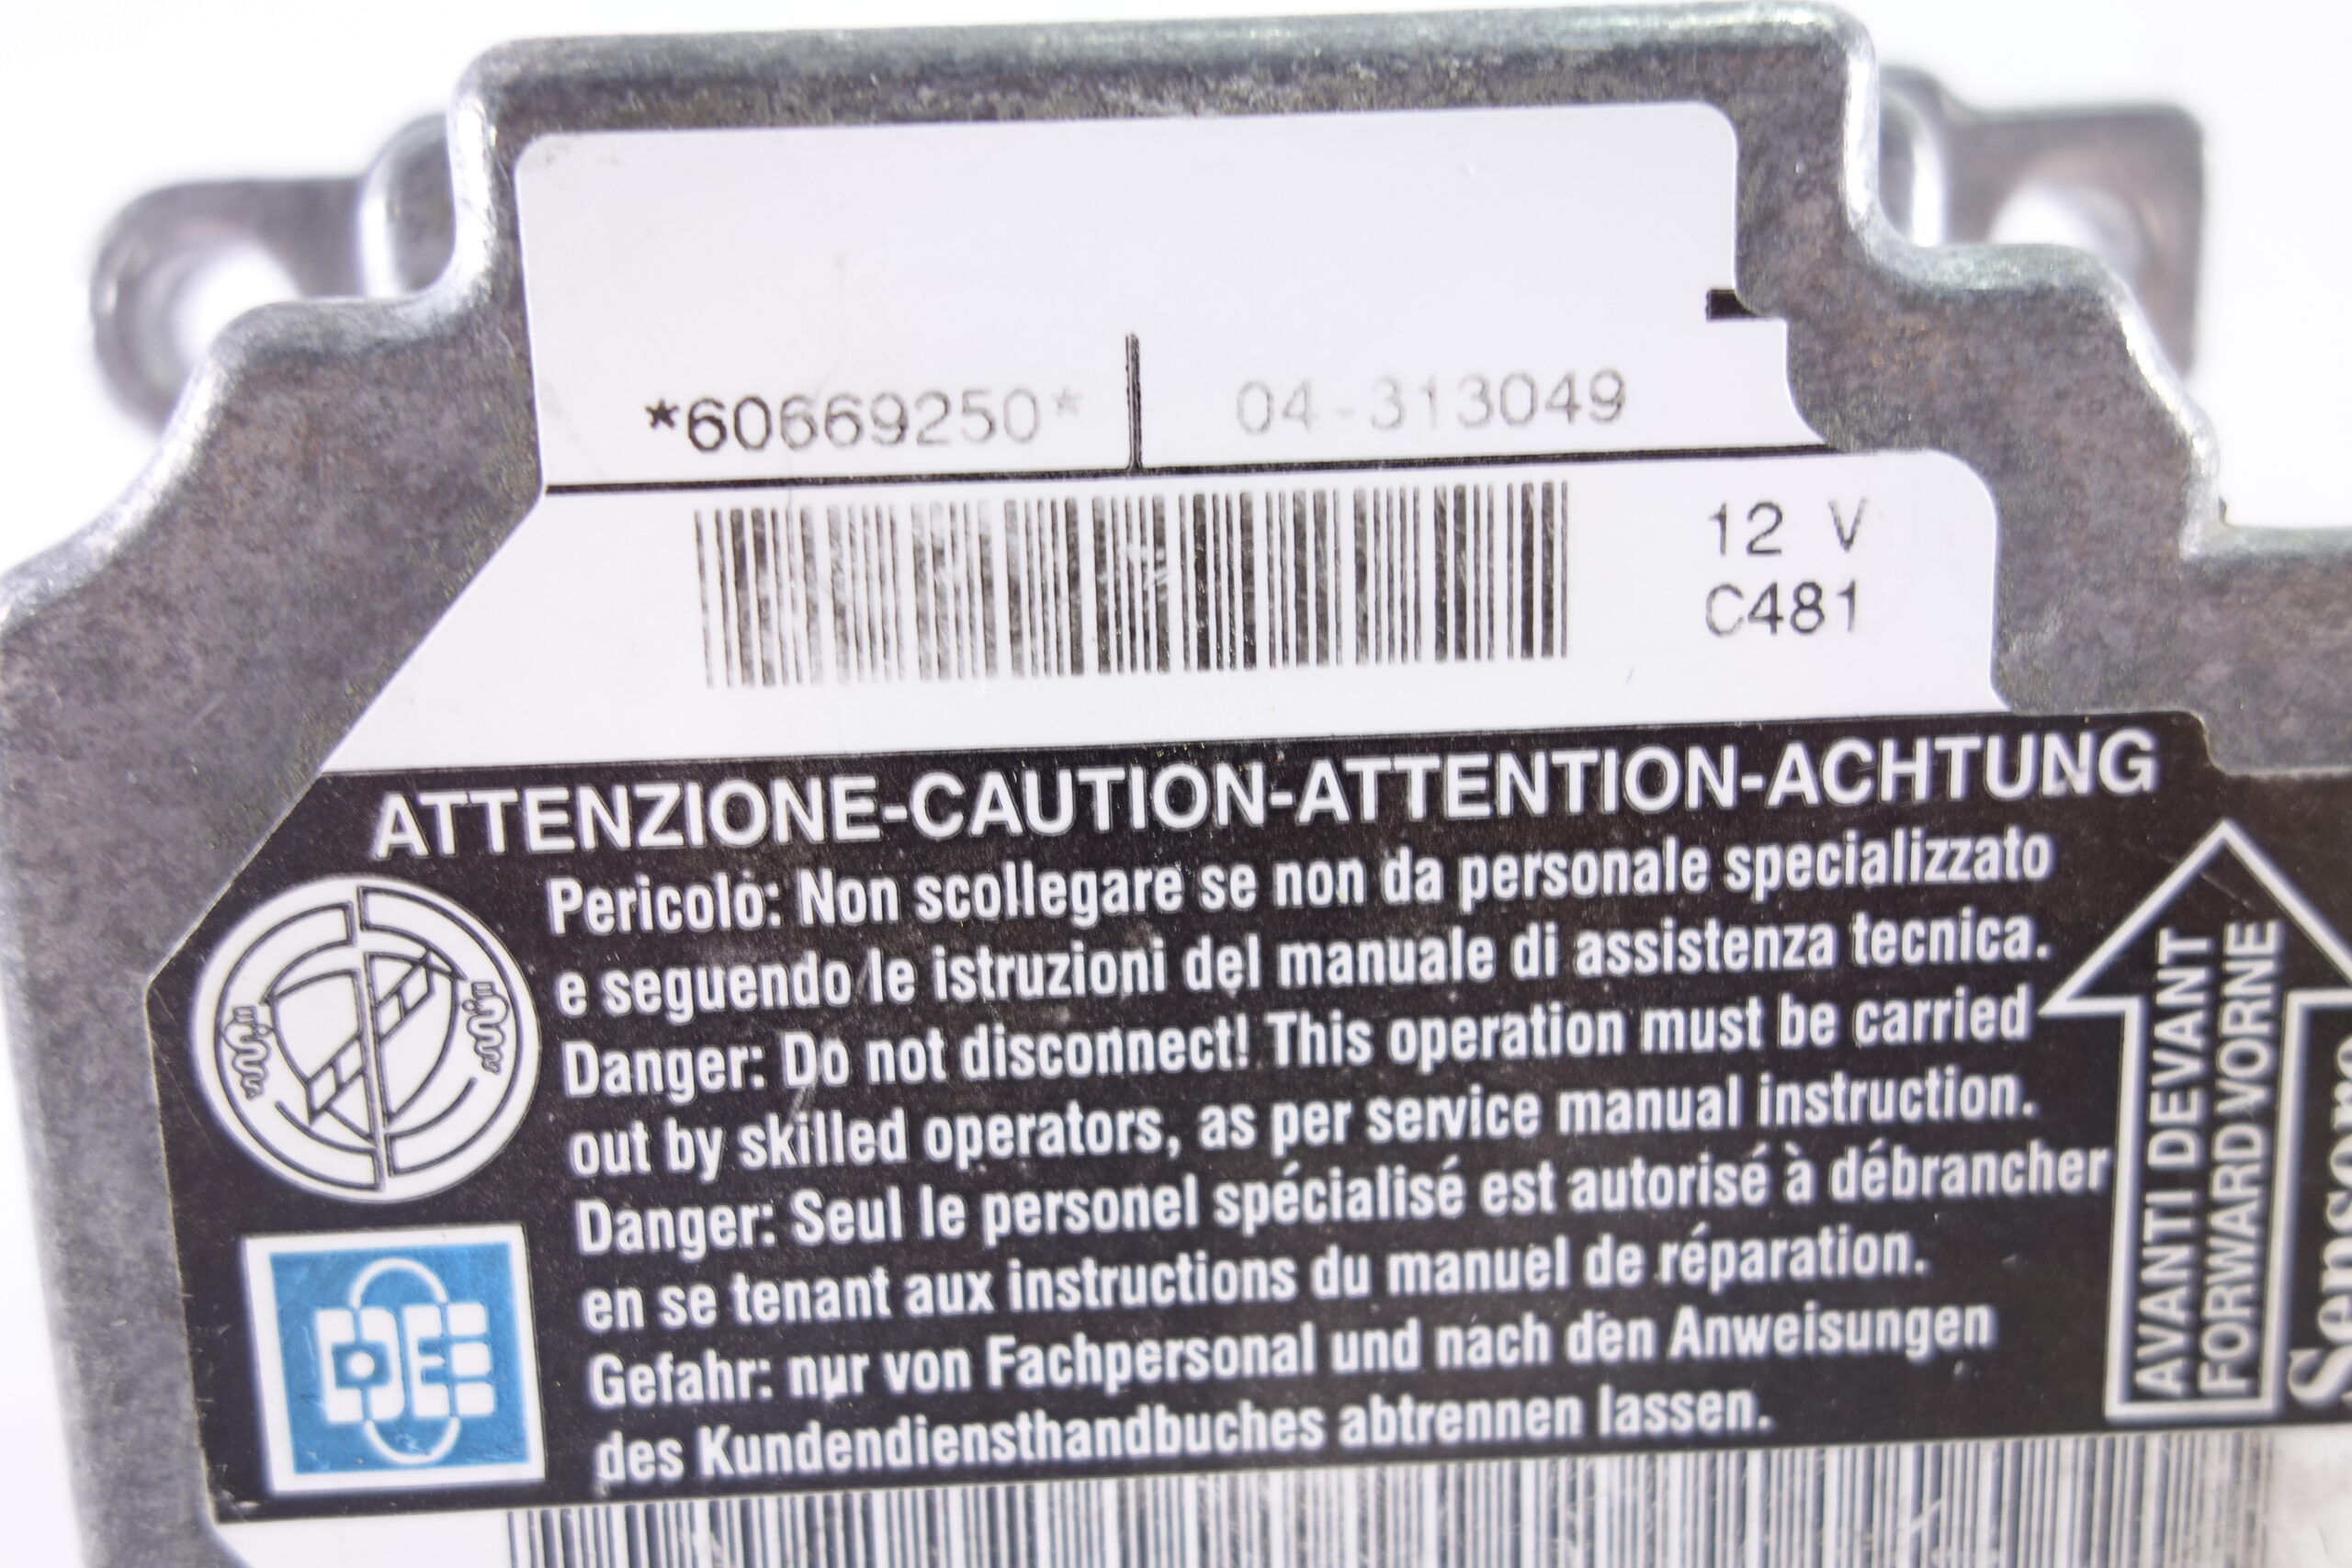 *60669250* 04-313049
12 V
C481
ATTENZIONE-CAUTION-ATTENTION-ACHTUNG
Pericolo: Non scollegare se non da personale specializzato
e seguendo le istruzioni del manuale di assistenza tecnica.
Danger: Do not disconnect! This operation must be carried
out by skilled operators, as per service manual instruction.
Danger: Seul le personel spécialisé est autorisé à débrancher
en se tenant aux instructions du manuel de réparation.
Gefahr: nur von Fachpersonal und nach den Anweisungen
des Kundendiensthandbuches abtrennen lassen.
AVANTI DEVANT
FORWARD VORNE